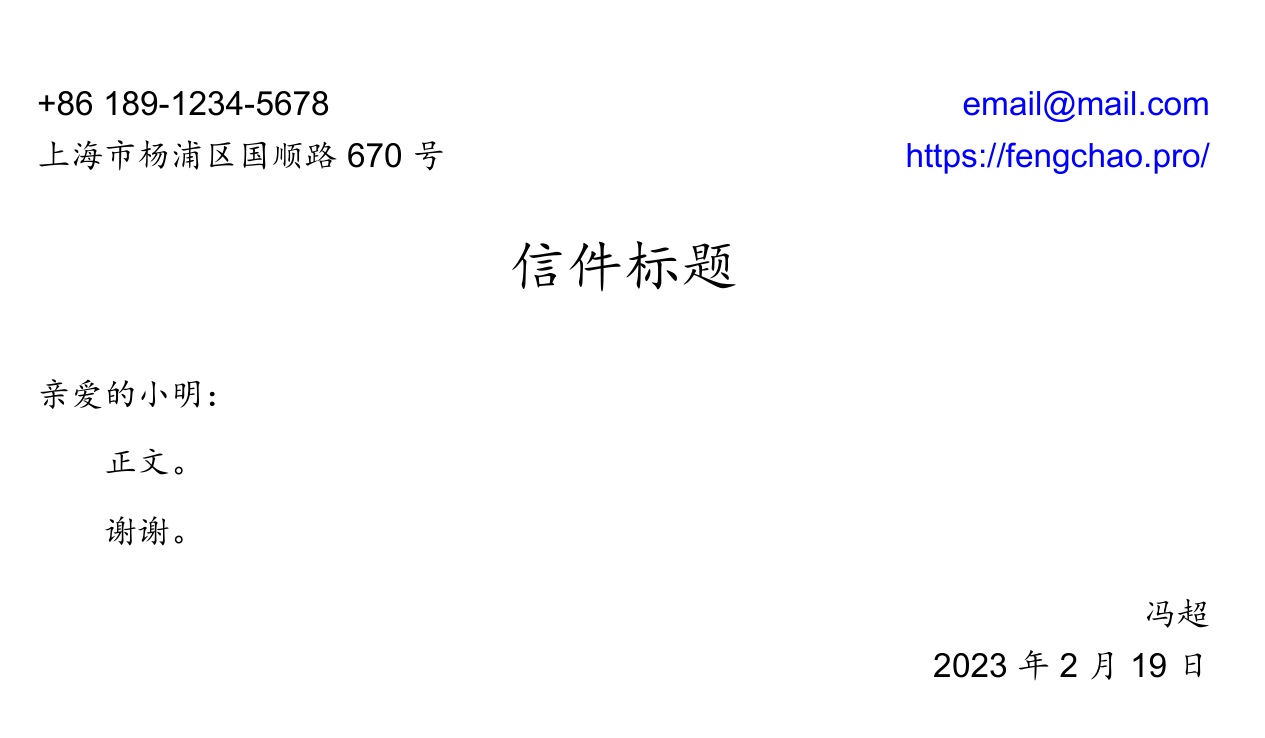 +86 189-1234-5678 email@mail.com
上海市杨浦区国顺路 670 号 https://fengchao.pro/
信件标题
亲爱的小明：
正文。
谢谢。
冯超
2023 年 2 月 19 日